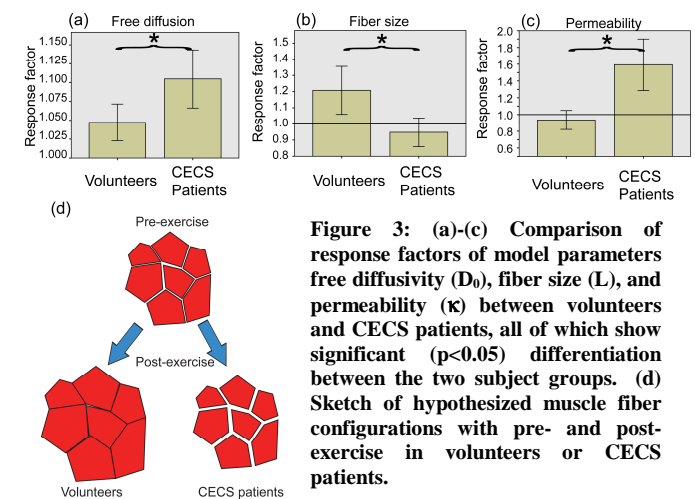 (a)
Free diffusion
Response factor
1.150
1.125
1.100
1.075
1.050
1.025
1.000
*
Volunteers
CECS
Patients
(b)
Fiber size
Response factor
1.5
1.4
1.2
1.1
1.0
0.9
0.8
*
Volunteers
CECS
Patients
(c)
Permeability
Response factor
2.0
1.8
1.6
1.4
1.2
1.0
0.8
0.6
*
Volunteers
CECS
Patients
(d)
Pre-exercise
Post-exercise
Volunteers
CECS patients
Figure 3: (a)-(c) Comparison of
response factors of model parameters
free diffusivity (D₀), fiber size (L), and
permeability (κ) between volunteers
and CECS patients, all of which show
significant (p<0.05) differentiation
between the two subject groups. (d)
Sketch of hypothesized muscle fiber
configurations with pre- and post-
exercise in volunteers or CECS
patients.